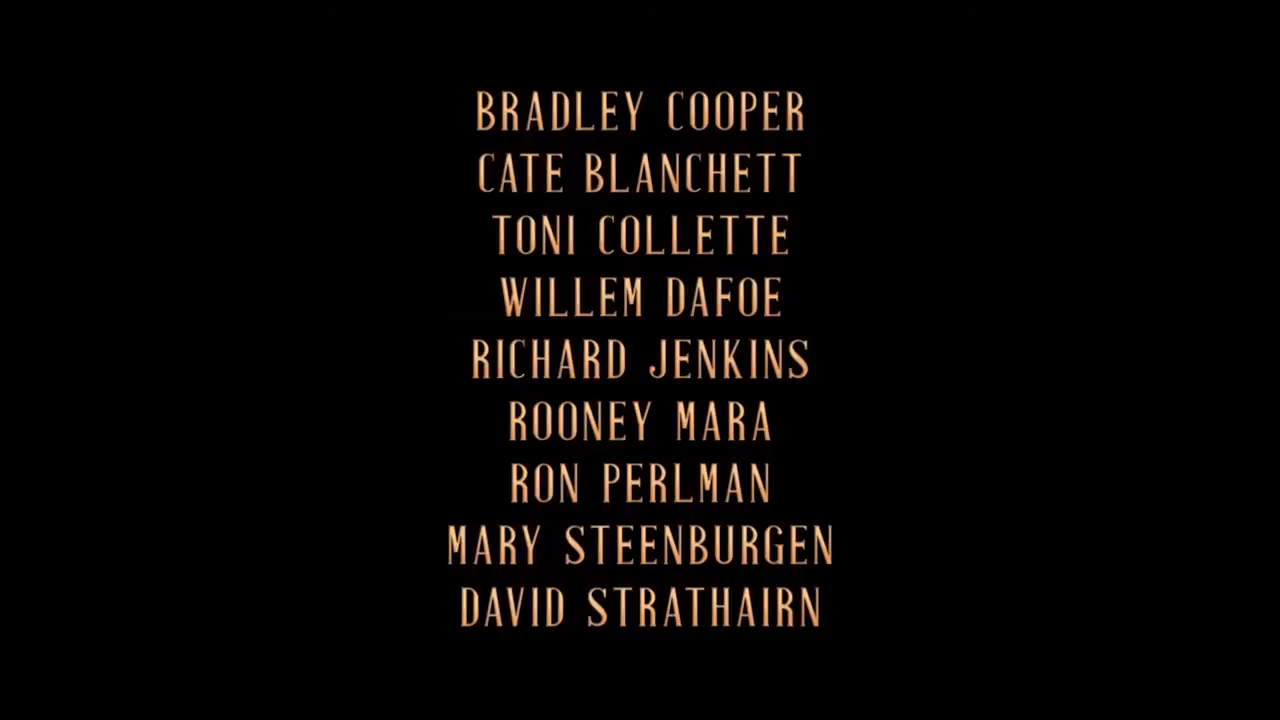 BRADLEY COOPER
CATE BLANCHETT
TONI COLLETTE
WILLEM DAFOE
RICHARD JENKINS
ROONEY MARA
RON PERLMAN
MARY STEENBURGEN
DAVID STRATHAIRN